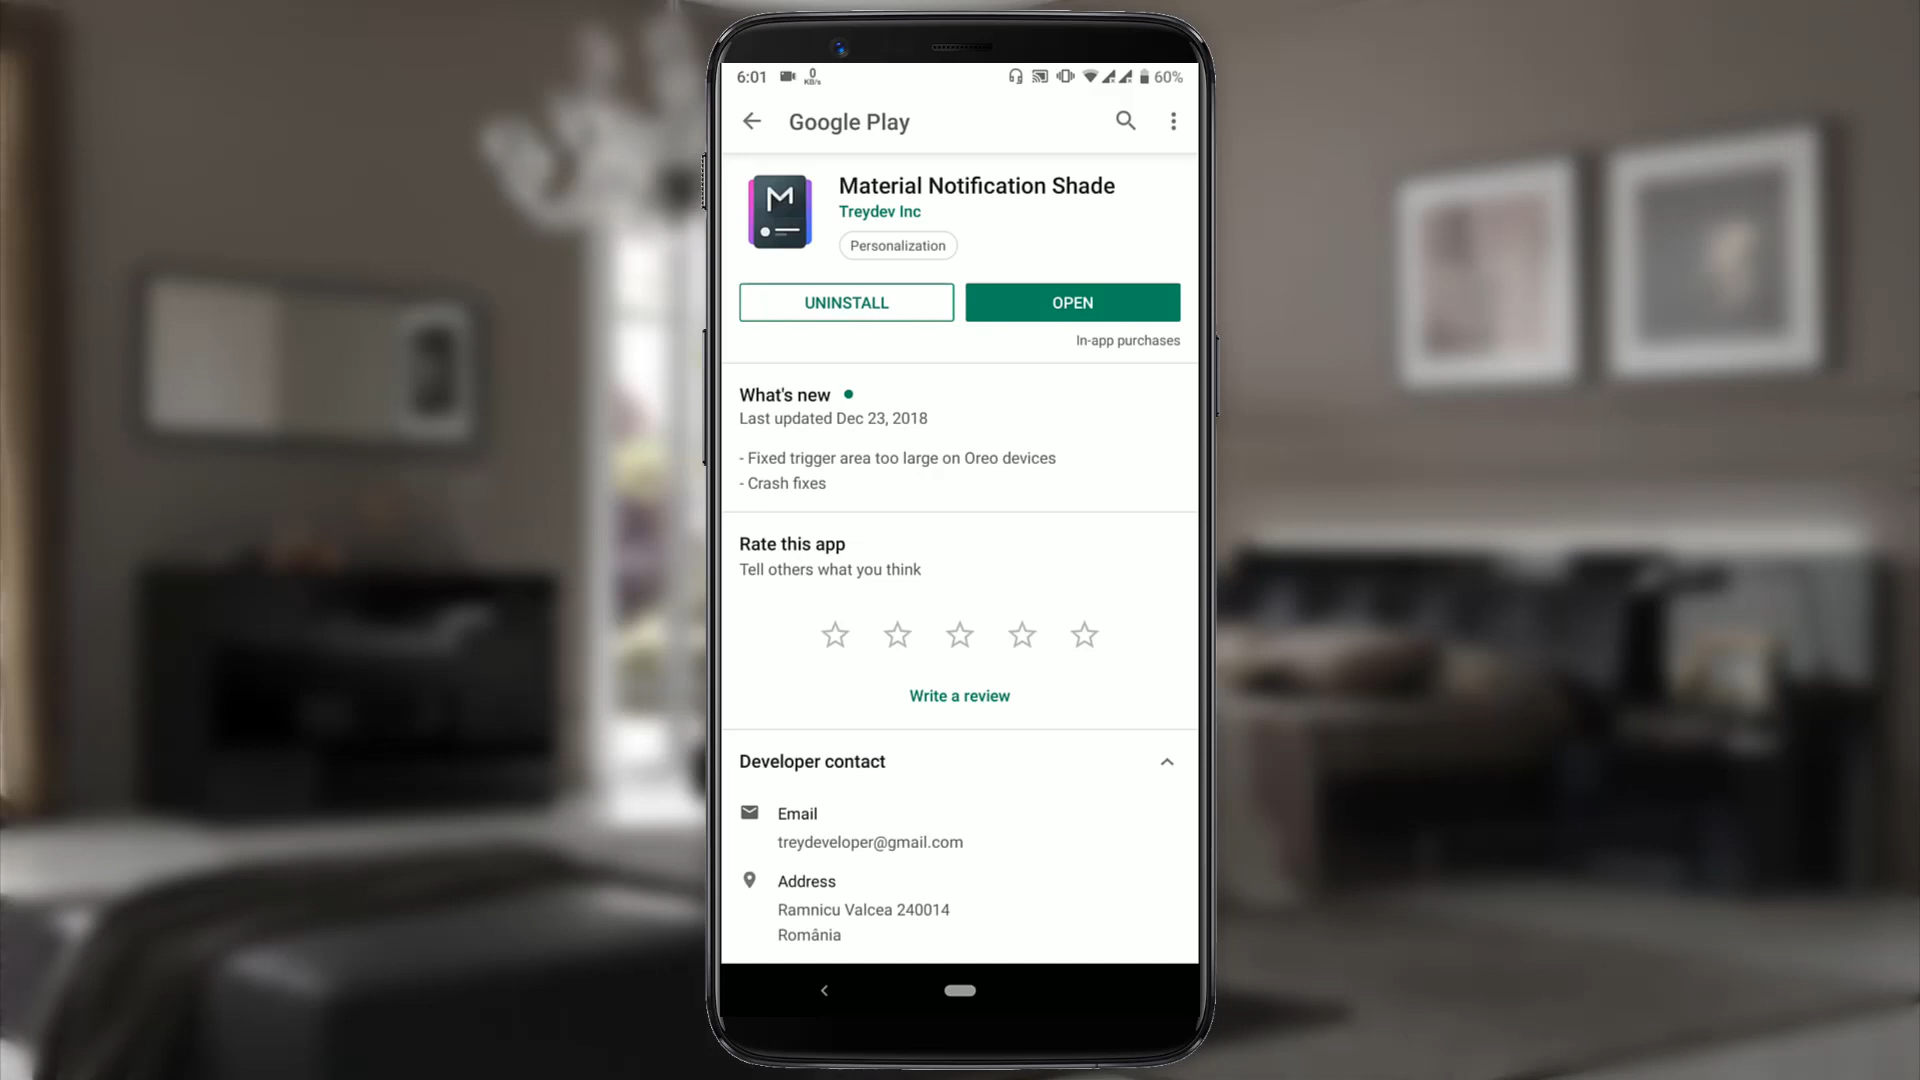 6:01 0 KB/s 60%
Google Play
M
Material Notification Shade
Treydev Inc
Personalization
UNINSTALL OPEN
In-app purchases
What's new
Last updated Dec 23, 2018
- Fixed trigger area too large on Oreo devices
- Crash fixes
Rate this app
Tell others what you think
Write a review
Developer contact
Email
treydeveloper@gmail.com
Address
Ramnicu Valcea 240014
România